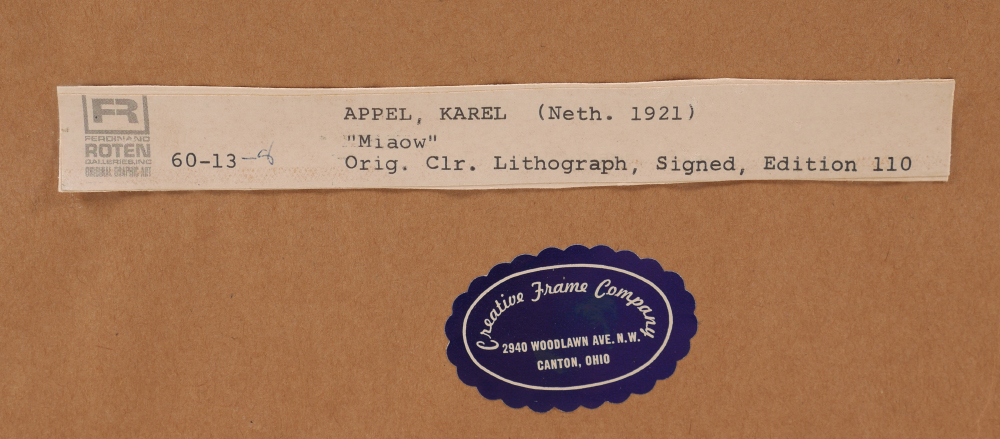 FR
FERDINAND
ROTEN
GALLERIES,INC
ORIGINAL GRAPHIC ART
60-13-8
APPEL, KAREL (Neth. 1921)
"Miaow"
Orig. Clr. Lithograph, Signed, Edition 110
Creative Frame Company
2940 WOODLAWN AVE. N.W.
CANTON, OHIO